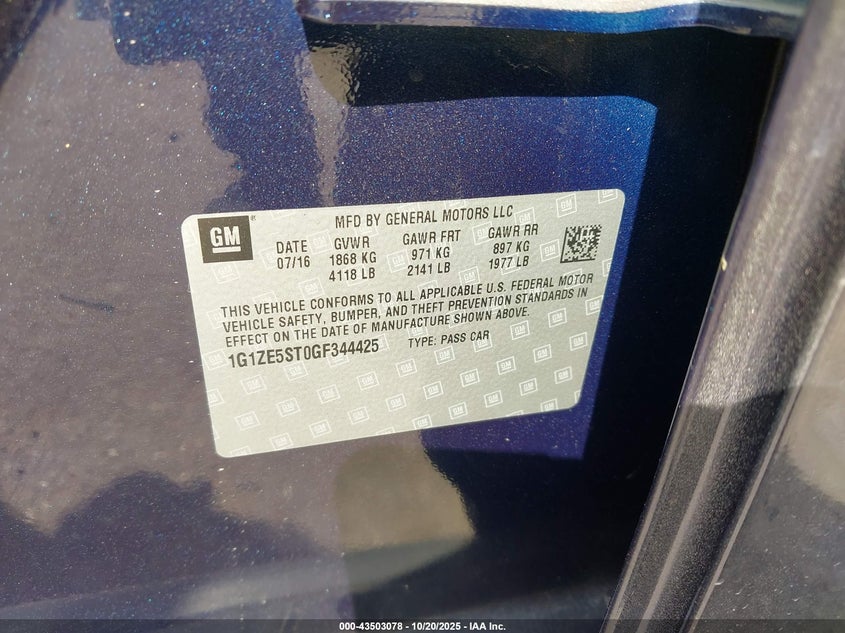 GM ®
MFD BY GENERAL MOTORS LLC
DATE GVWR GAWR FRT GAWR RR
07/16 1868 KG 971 KG 897 KG
4118 LB 2141 LB 1977 LB
THIS VEHICLE CONFORMS TO ALL APPLICABLE U.S. FEDERAL MOTOR
VEHICLE SAFETY, BUMPER, AND THEFT PREVENTION STANDARDS IN
EFFECT ON THE DATE OF MANUFACTURE SHOWN ABOVE.
1G1ZE5ST0GF344425 TYPE: PASS CAR
000-43503078 - 10/20/2025 - IAA Inc.